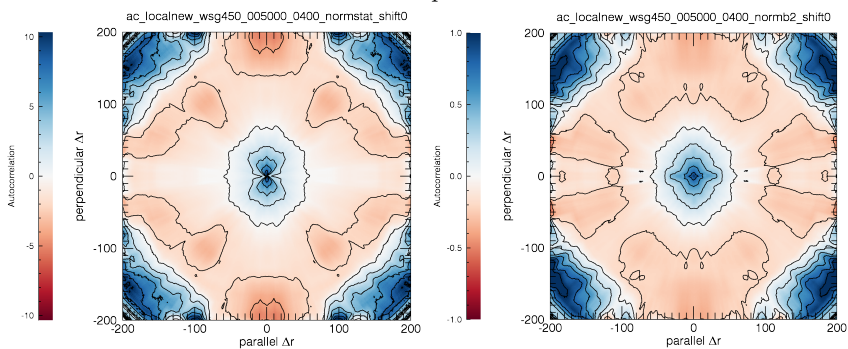 ac_localnew_wsg450_005000_0400_normstat_shift0
10
5
0
-5
-10
Autocorrelation
200
100
0
-100
-200
perpendicular Δr
-200 -100 0 100 200
parallel Δr
ac_localnew_wsg450_005000_0400_normb2_shift0
1.0
0.5
0.0
-0.5
-1.0
Autocorrelation
200
100
0
-100
-200
perpendicular Δr
-200 -100 0 100 200
parallel Δr